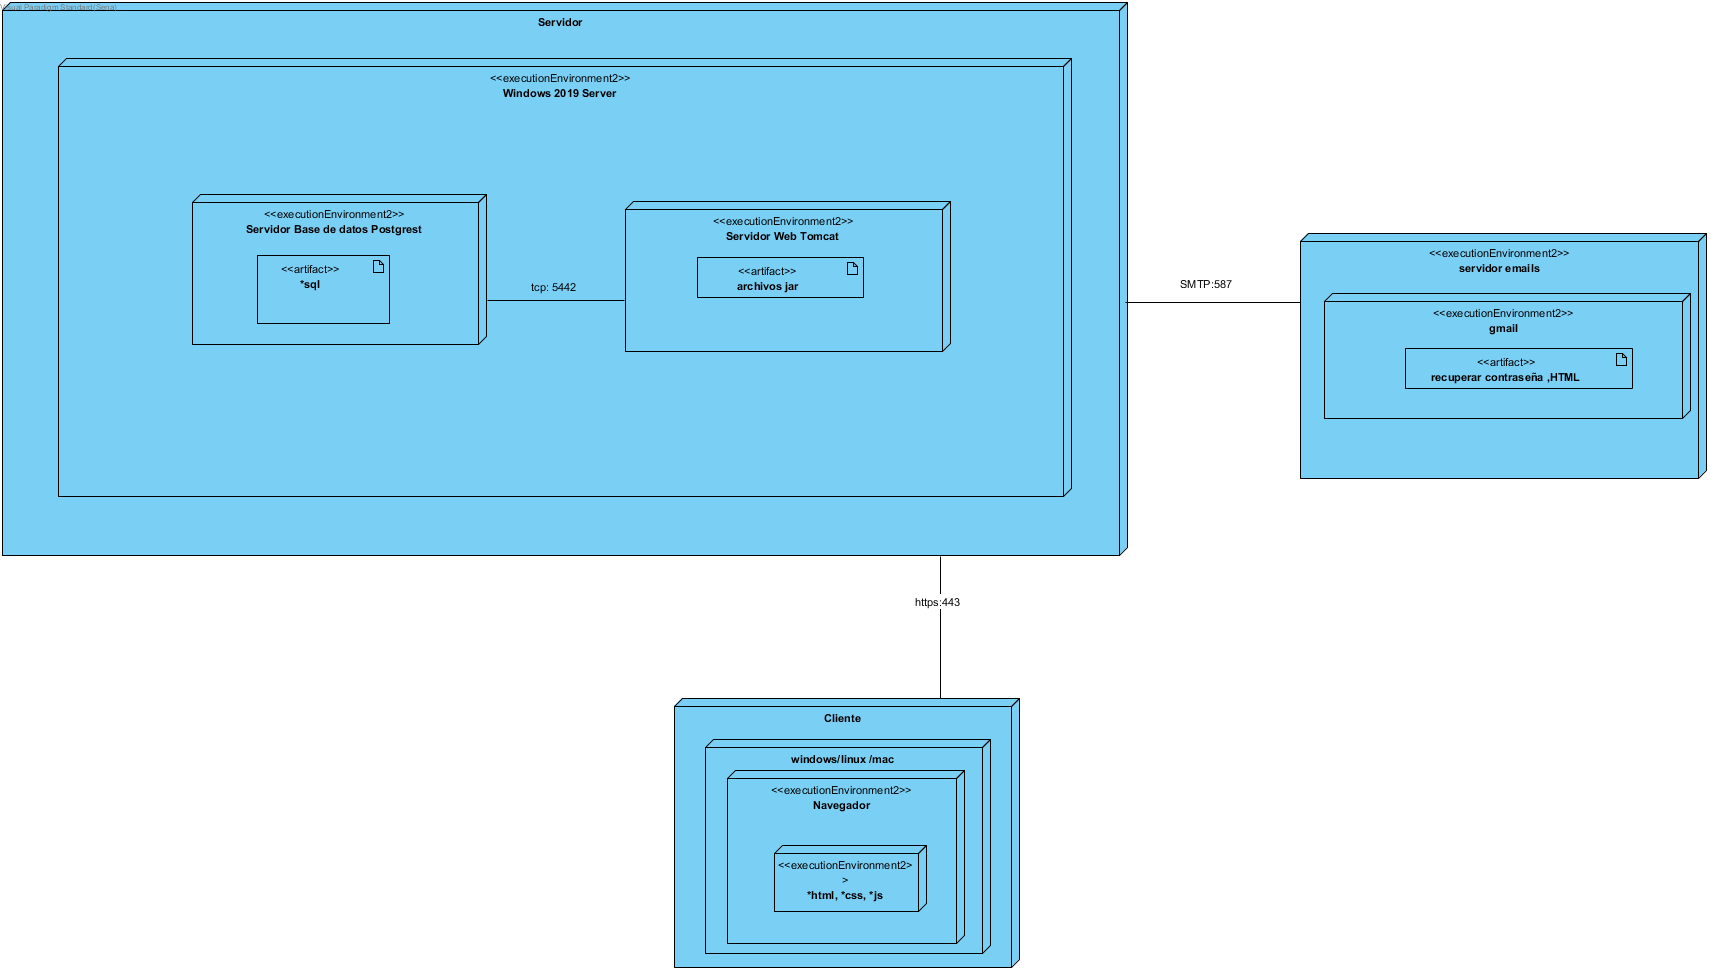 Visual Paradigm Standard(Sena)
Servidor
<<executionEnvironment2>>
Windows 2019 Server
<<executionEnvironment2>>
Servidor Base de datos Postgrest
<<artifact>>
*sql
tcp: 5442
<<executionEnvironment2>>
Servidor Web Tomcat
<<artifact>>
archivos jar
SMTP:587
<<executionEnvironment2>>
servidor emails
<<executionEnvironment2>>
gmail
<<artifact>>
recuperar contraseña ,HTML
https:443
Cliente
windows/linux /mac
<<executionEnvironment2>>
Navegador
<<executionEnvironment2>
>
*html, *css, *js